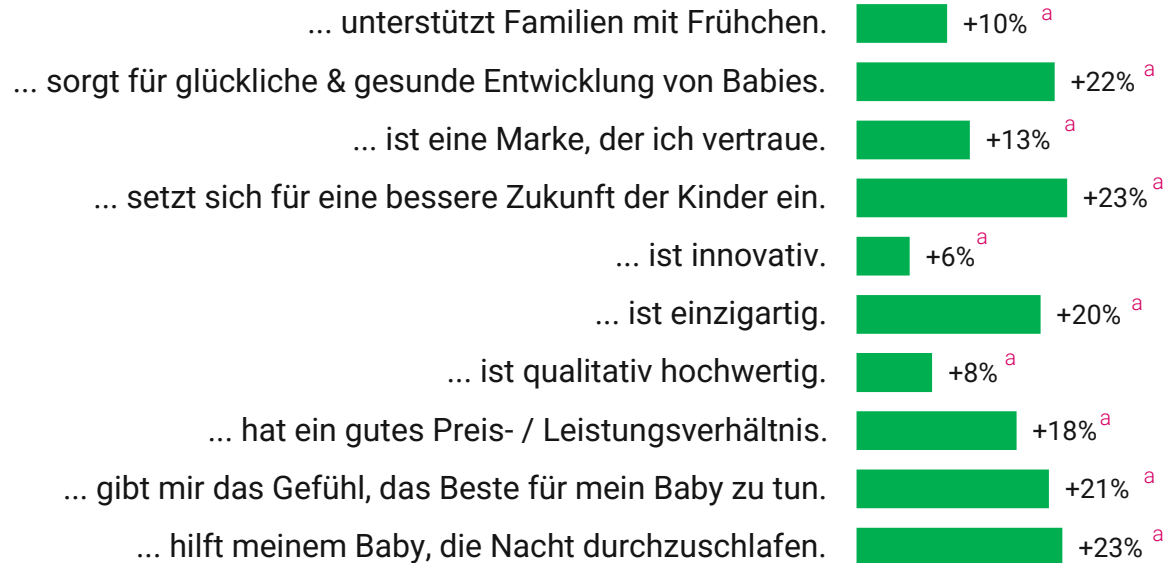 ... unterstützt Familien mit Frühchen. +10% a
... sorgt für glückliche & gesunde Entwicklung von Babies. +22% a
... ist eine Marke, der ich vertraue. +13% a
... setzt sich für eine bessere Zukunft der Kinder ein. +23% a
... ist innovativ. +6% a
... ist einzigartig. +20% a
... ist qualitativ hochwertig. +8% a
... hat ein gutes Preis- / Leistungsverhältnis. +18% a
... gibt mir das Gefühl, das Beste für mein Baby zu tun. +21% a
... hilft meinem Baby, die Nacht durchzuschlafen. +23% a